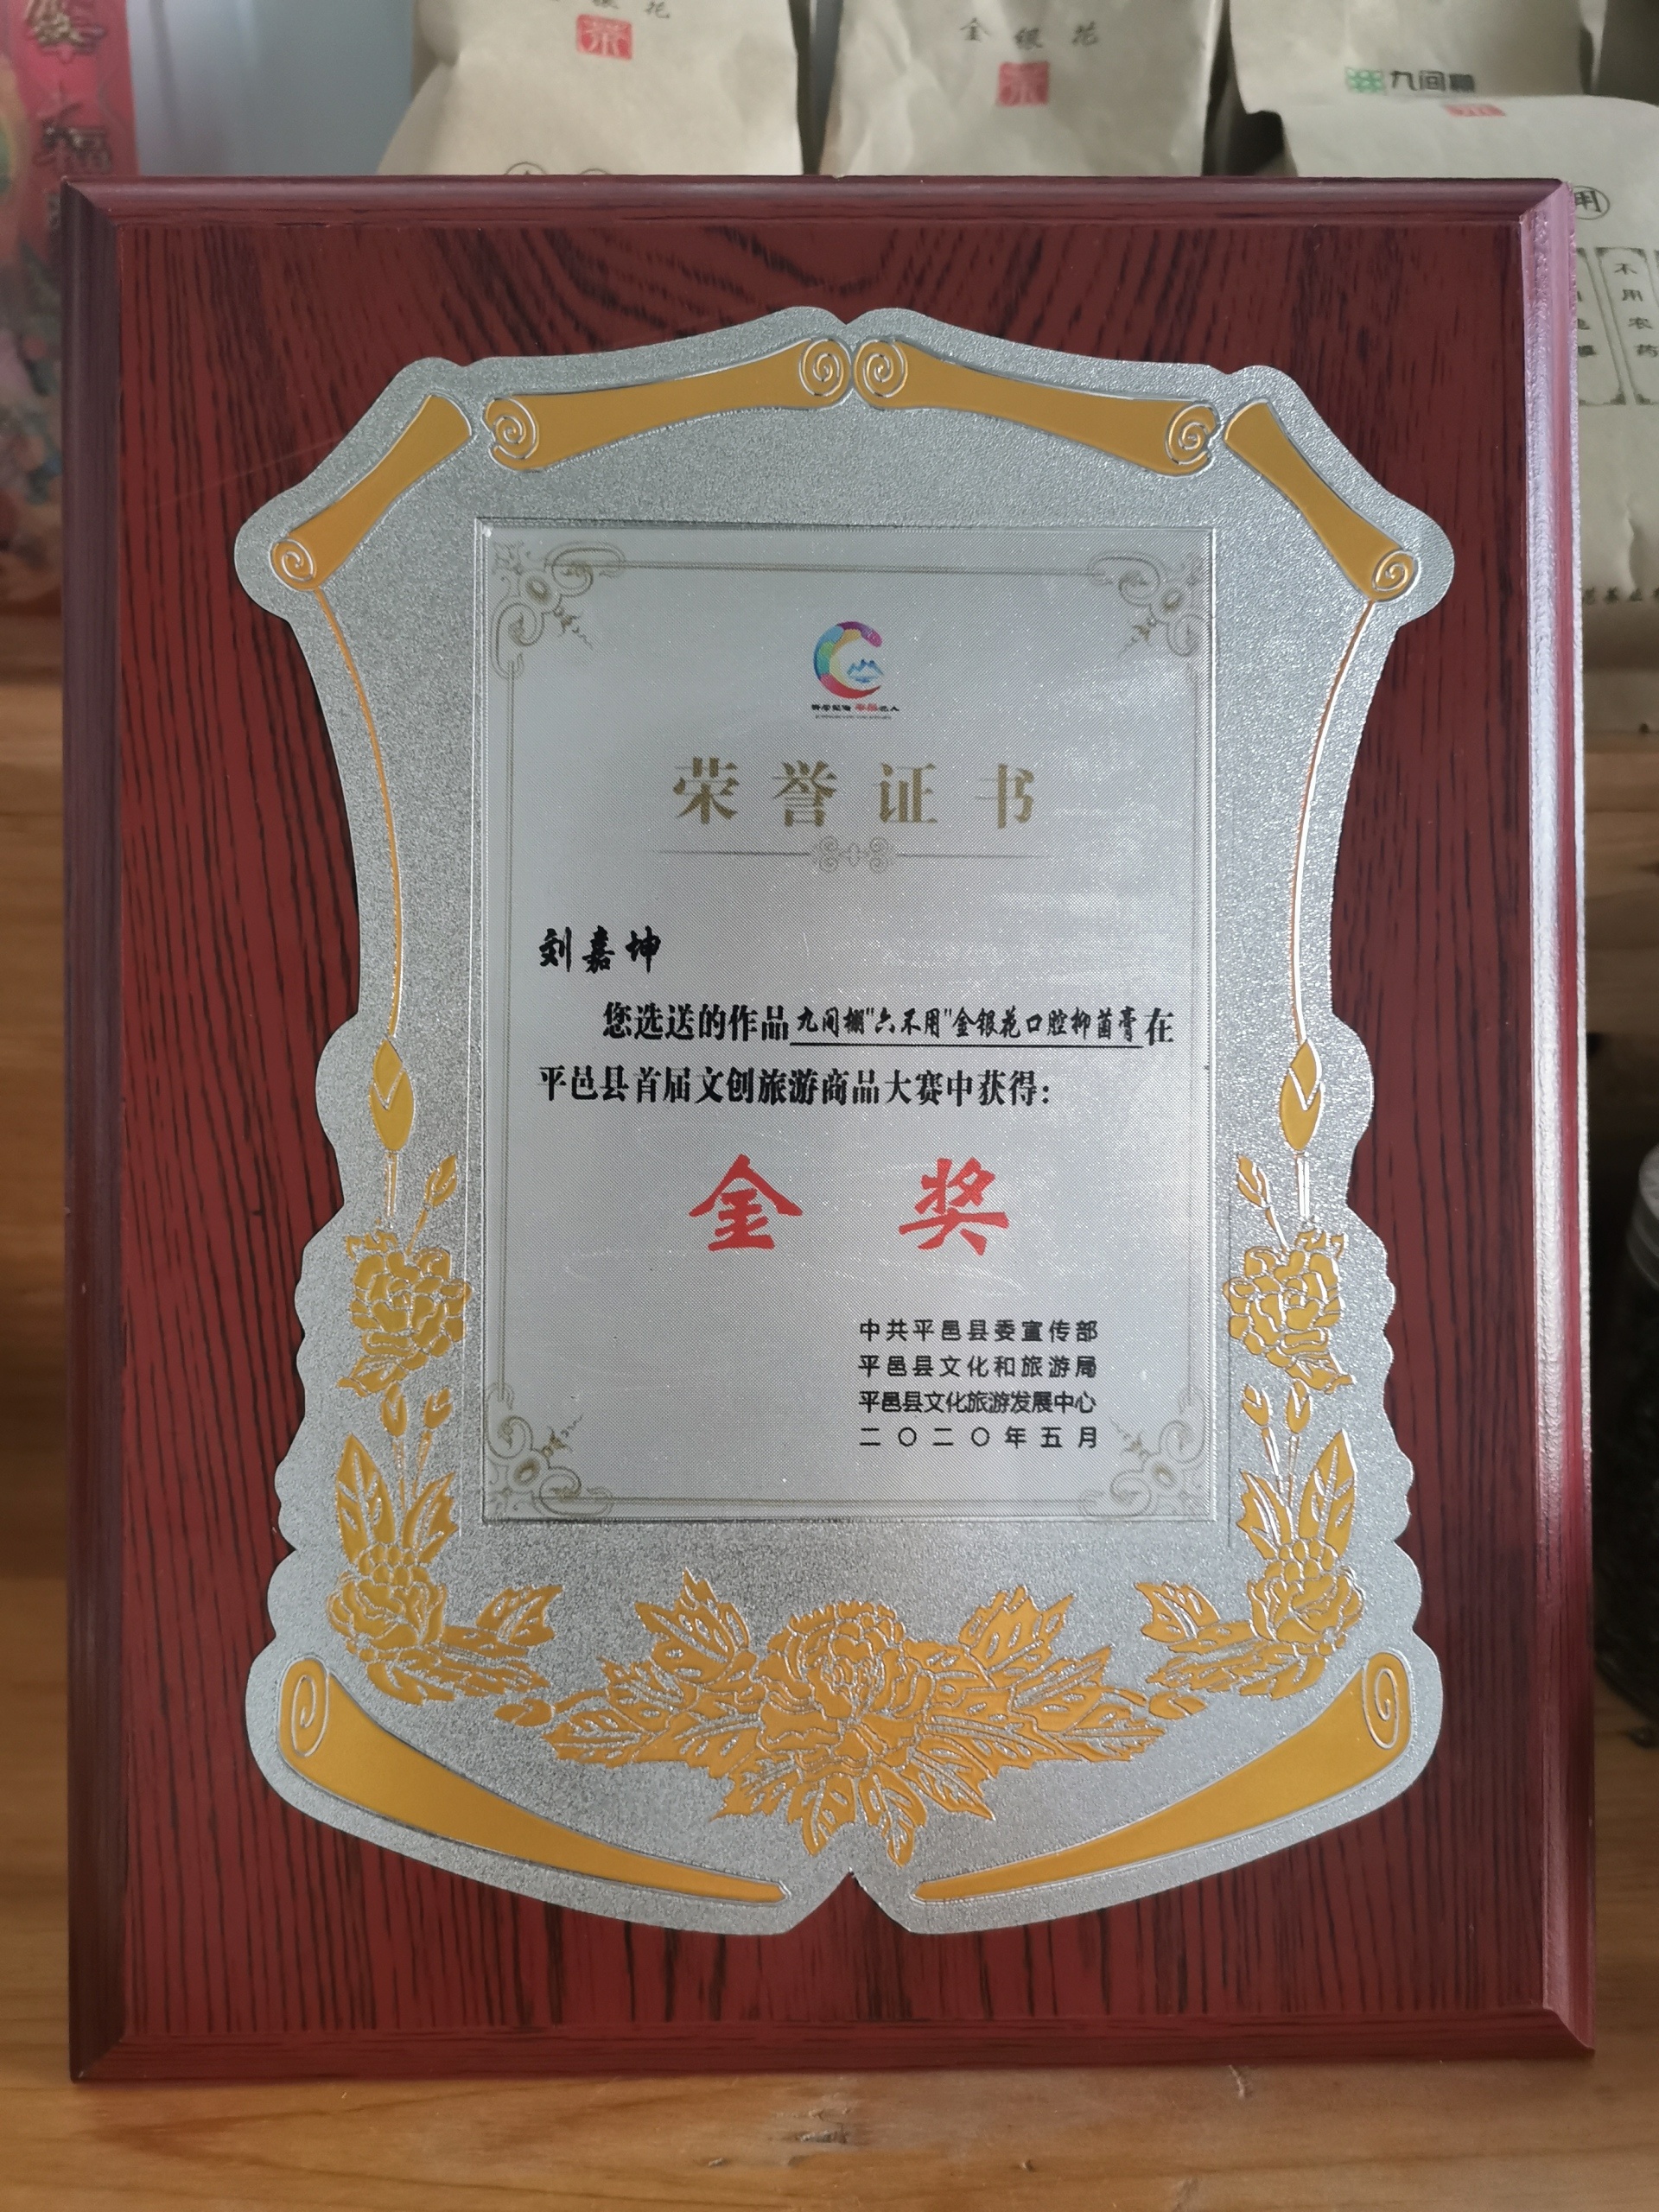 金银花
茶
九间棚
用
不用农药
荣誉证书
刘嘉坤
您选送的作品九间棚"六不用"金银花口腔抑菌膏在
平邑县首届文创旅游商品大赛中获得:
金奖
中共平邑县委宣传部
平邑县文化和旅游局
平邑县文化旅游发展中心
二〇二〇年五月